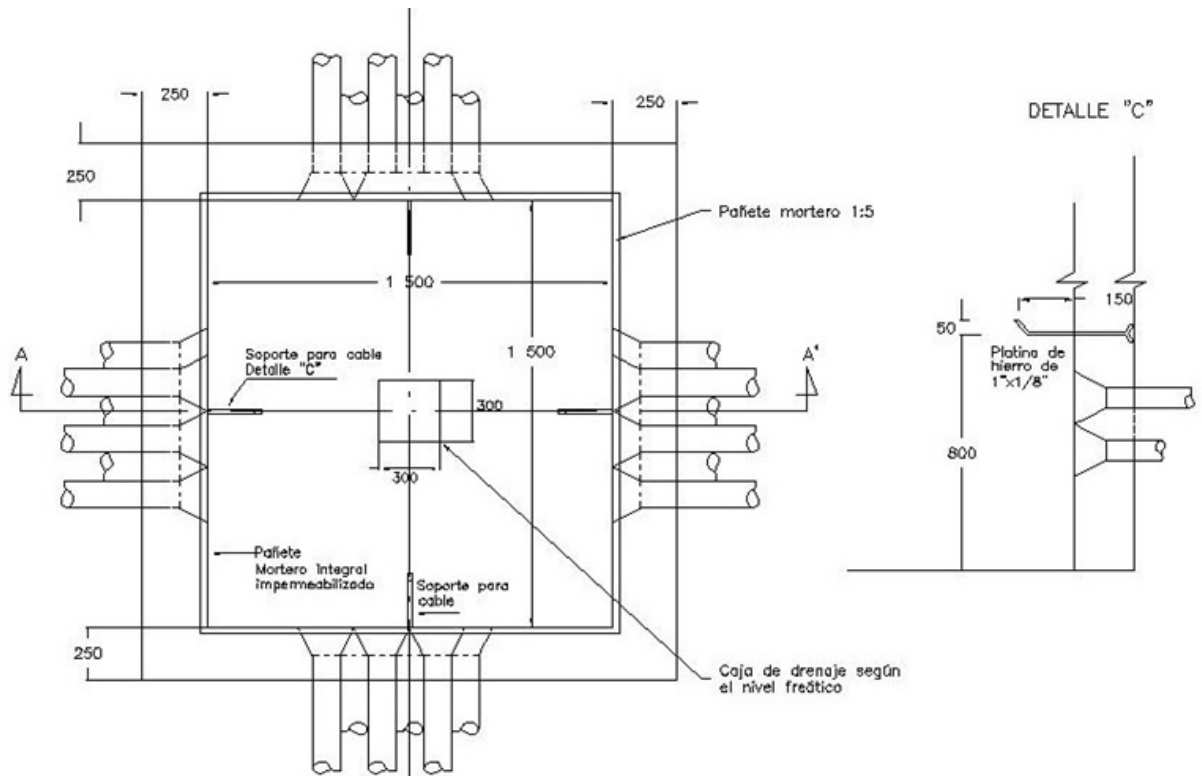 250
250
DETALLE "C"
250
Pañete mortero 1:5
1 500
150
50
A
Soporte para cable
Detalle "C"
1 500
A'
Platina de
hierro de
1"x1/8"
300
800
300
Pañete
Mortero Integral
impermeabilizado
Soporte para
cable
250
Caja de drenaje según
el nivel freático